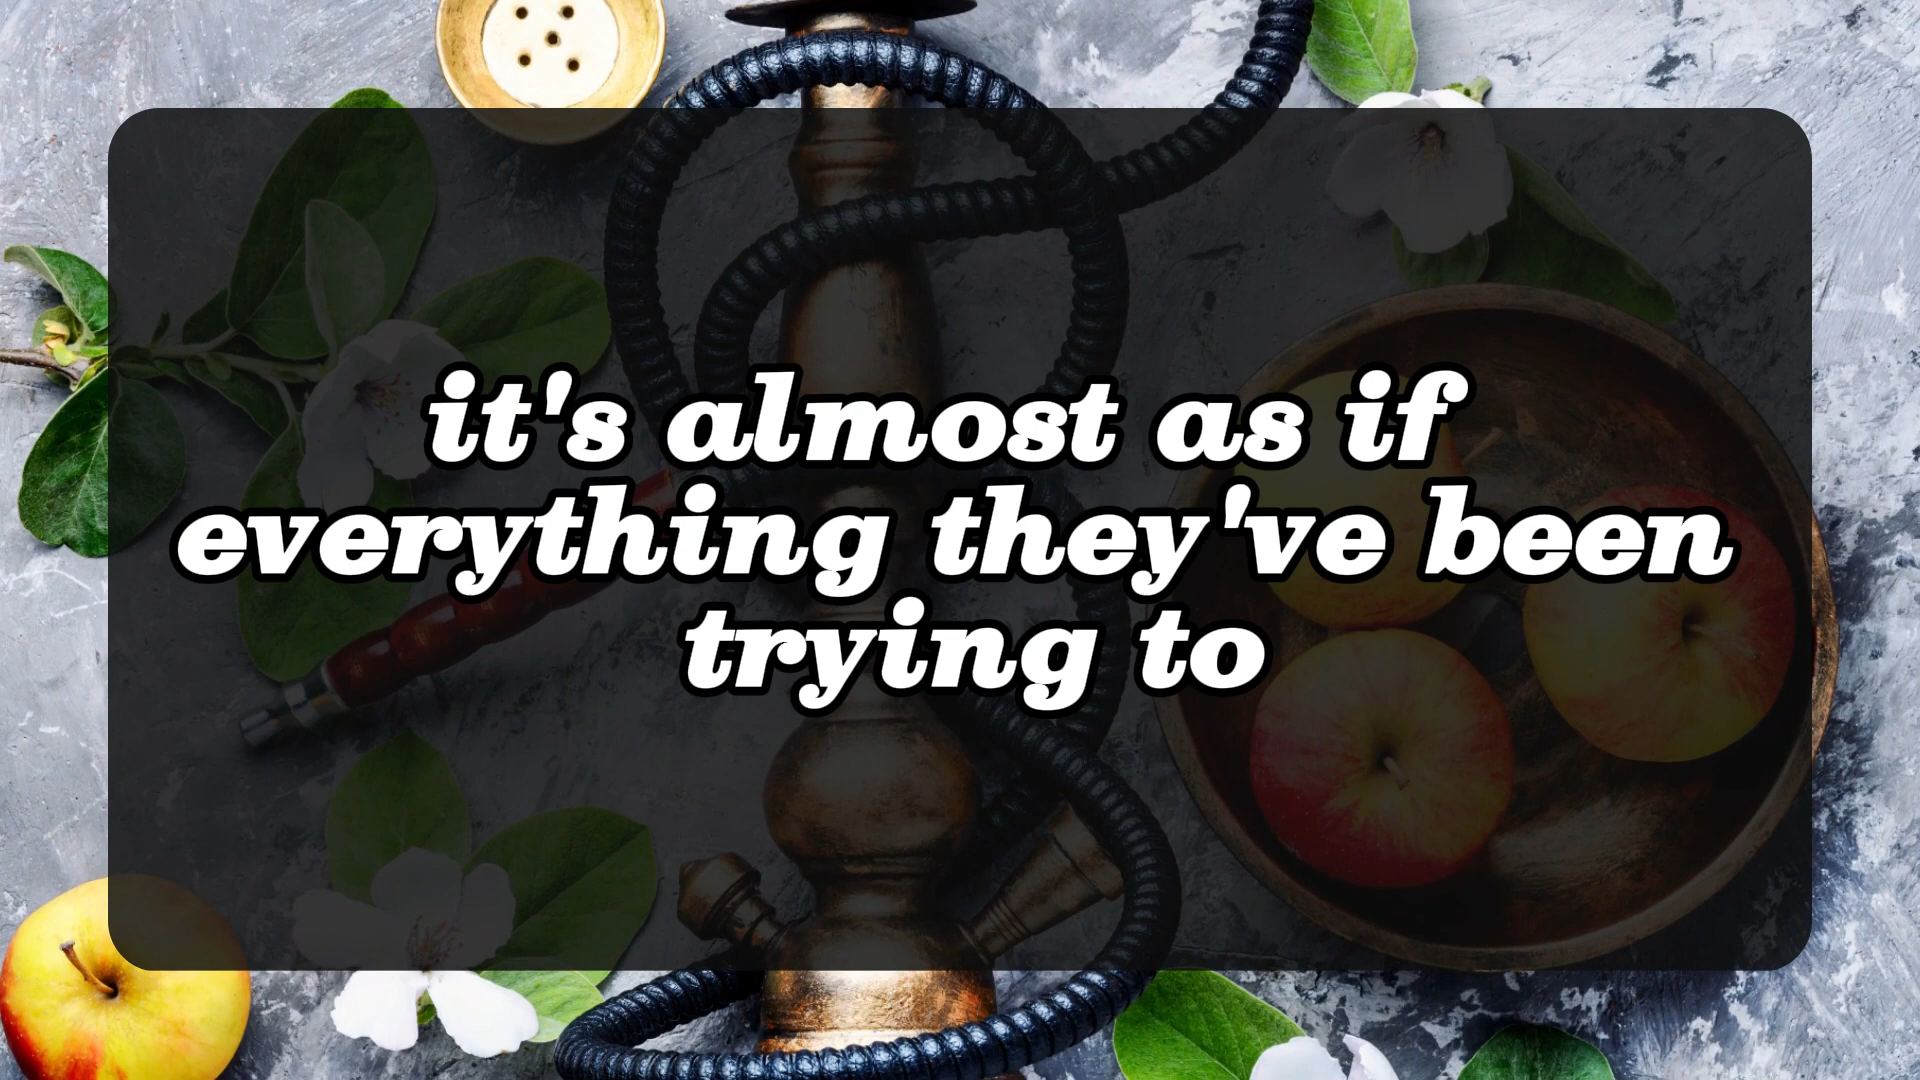 it's almost as if
everything they've been
trying to